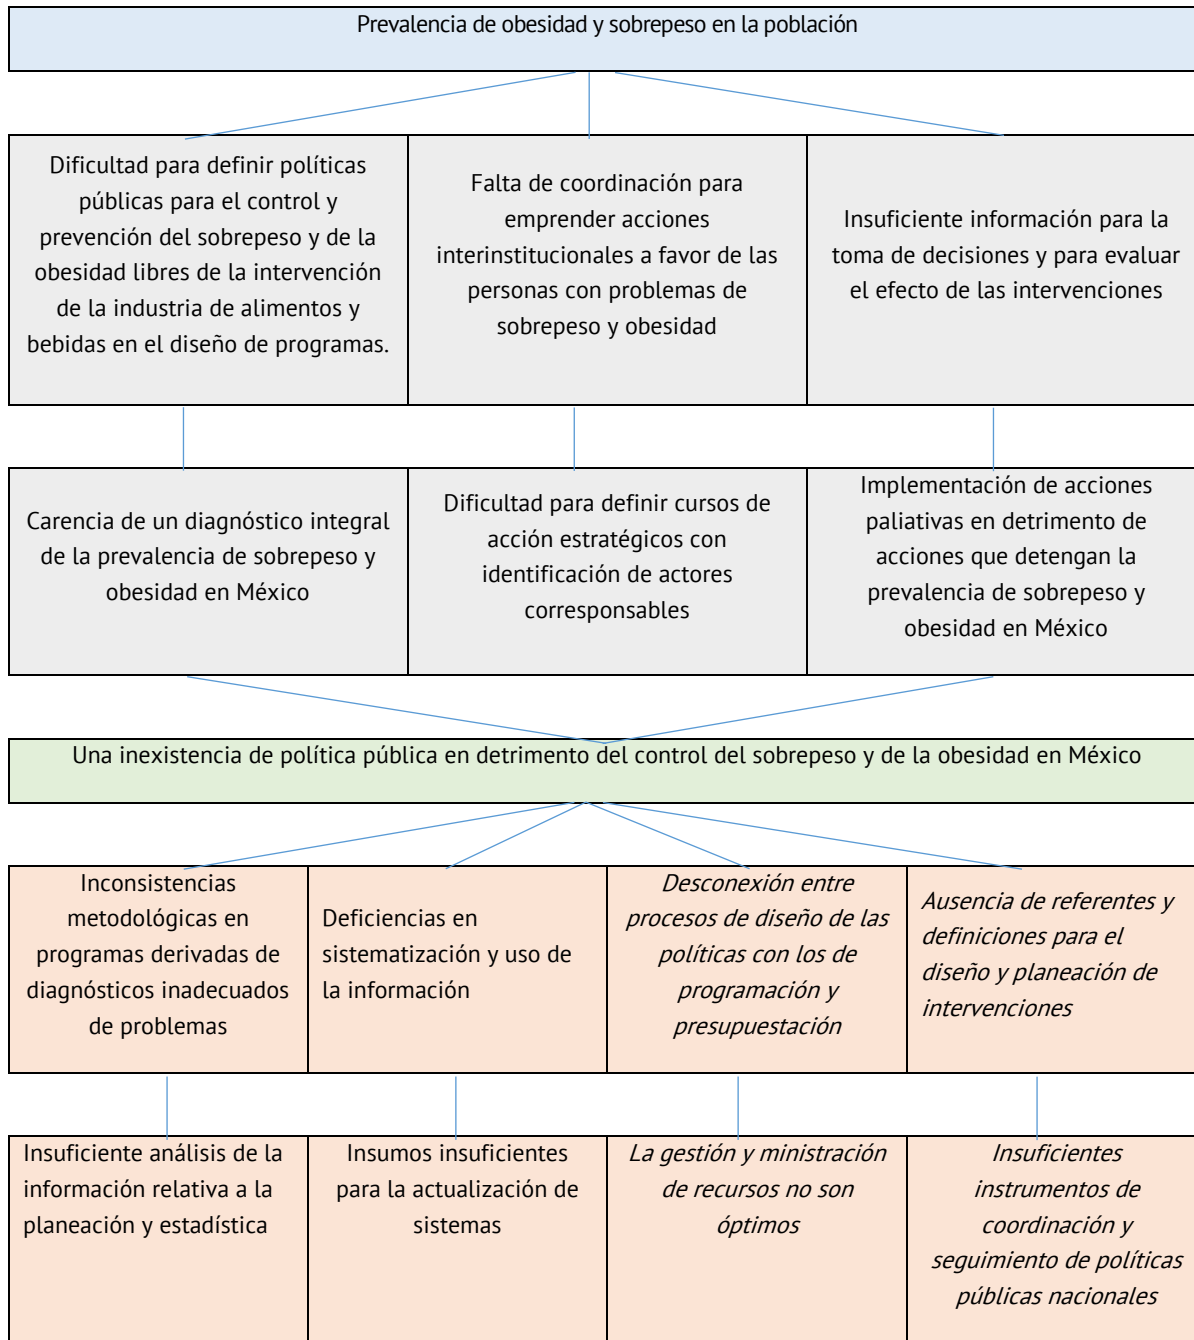 Prevalencia de obesidad y sobrepeso en la población
Dificultad para definir políticas
públicas para el control y
prevención del sobrepeso y de la
obesidad libres de la intervención
de la industria de alimentos y
bebidas en el diseño de programas.
Falta de coordinación para
emprender acciones
interinstitucionales a favor de las
personas con problemas de
sobrepeso y obesidad
Insuficiente información para la
toma de decisiones y para evaluar
el efecto de las intervenciones
Carencia de un diagnóstico integral
de la prevalencia de sobrepeso y
obesidad en México
Dificultad para definir cursos de
acción estratégicos con
identificación de actores
corresponsables
Implementación de acciones
paliativas en detrimento de
acciones que detengan la
prevalencia de sobrepeso y
obesidad en México
Una inexistencia de política pública en detrimento del control del sobrepeso y de la obesidad en México
Inconsistencias
metodológicas en
programas derivadas de
diagnósticos inadecuados
de problemas
Deficiencias en
sistematización y uso de
la información
Desconexión entre
procesos de diseño de las
políticas con los de
programación y
presupuestación
Ausencia de referentes y
definiciones para el
diseño y planeación de
intervenciones
Insuficiente análisis de la
información relativa a la
planeación y estadística
Insumos insuficientes
para la actualización de
sistemas
La gestión y ministración
de recursos no son
óptimos
Insuficientes
instrumentos de
coordinación y
seguimiento de políticas
públicas nacionales